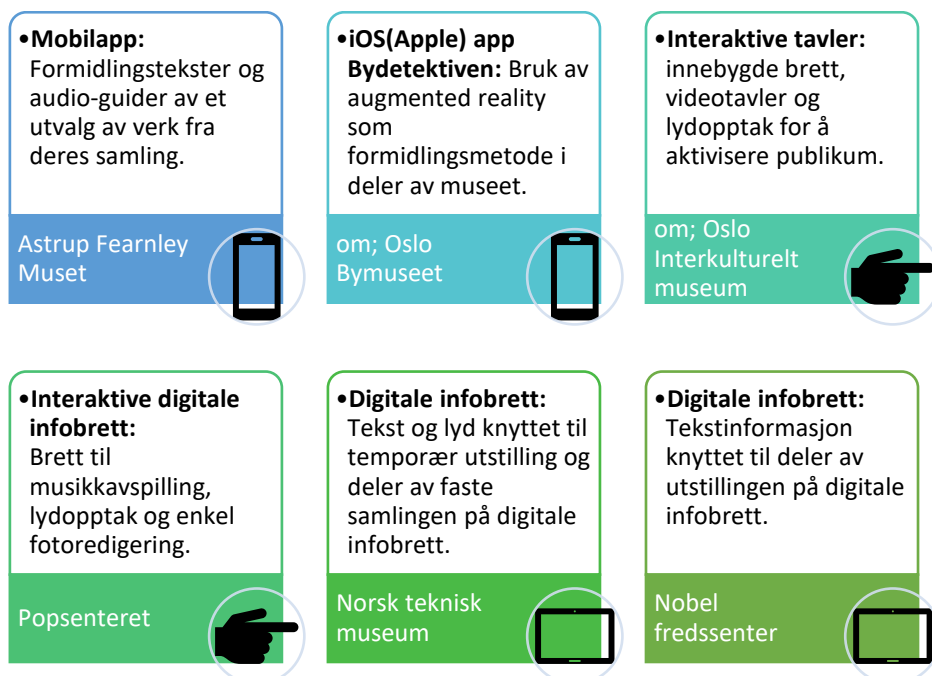 •Mobilapp:
Formidlingstekster og
audio-guider av et
utvalg av verk fra
deres samling.
Astrup Fearnley
Muset
•iOS(Apple) app
Bydetektiven: Bruk av
augmented reality
som
formidlingsmetode i
deler av museet.
om; Oslo
Bymuseet
•Interaktive tavler:
innebygde brett,
videotavler og
lydopptak for å
aktivisere publikum.
om; Oslo
Interkulturelt
museum
•Interaktive digitale
infobrett:
Brett til
musikkavspilling,
lydopptak og enkel
fotoredigering.
Popsenteret
•Digitale infobrett:
Tekst og lyd knyttet til
temporær utstilling og
deler av faste
samlingen på digitale
infobrett.
Norsk teknisk
museum
•Digitale infobrett:
Tekstinformasjon
knyttet til deler av
utstillingen på digitale
infobrett.
Nobel
fredssenter